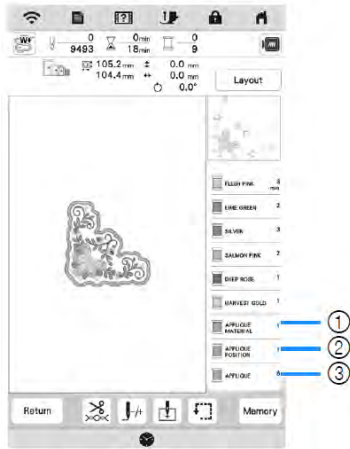 W+
0
9493
0min
18min
0
9
105.2 mm 0.0 mm
104.4 mm 0.0 mm
0.0°
Layout
FLESH PINK 4 min
LIME GREEN 2
SILVER 3
SALMON PINK 2
DEEP ROSE 1
HARVEST GOLD 1
APPLIQUE MATERIAL 1
①
APPLIQUE POSITION 1
②
APPLIQUE 6
③
Return
Memory